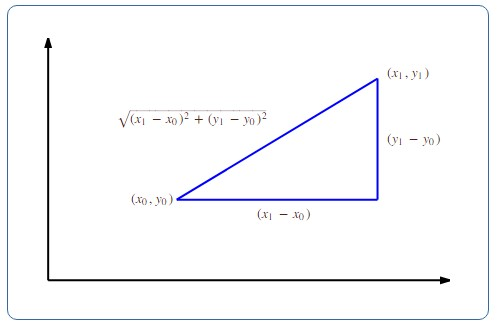 (x₁, y₁)
√(x₁ − x₀)² + (y₁ − y₀)²
(y₁ − y₀)
(x₀, y₀)
(x₁ − x₀)